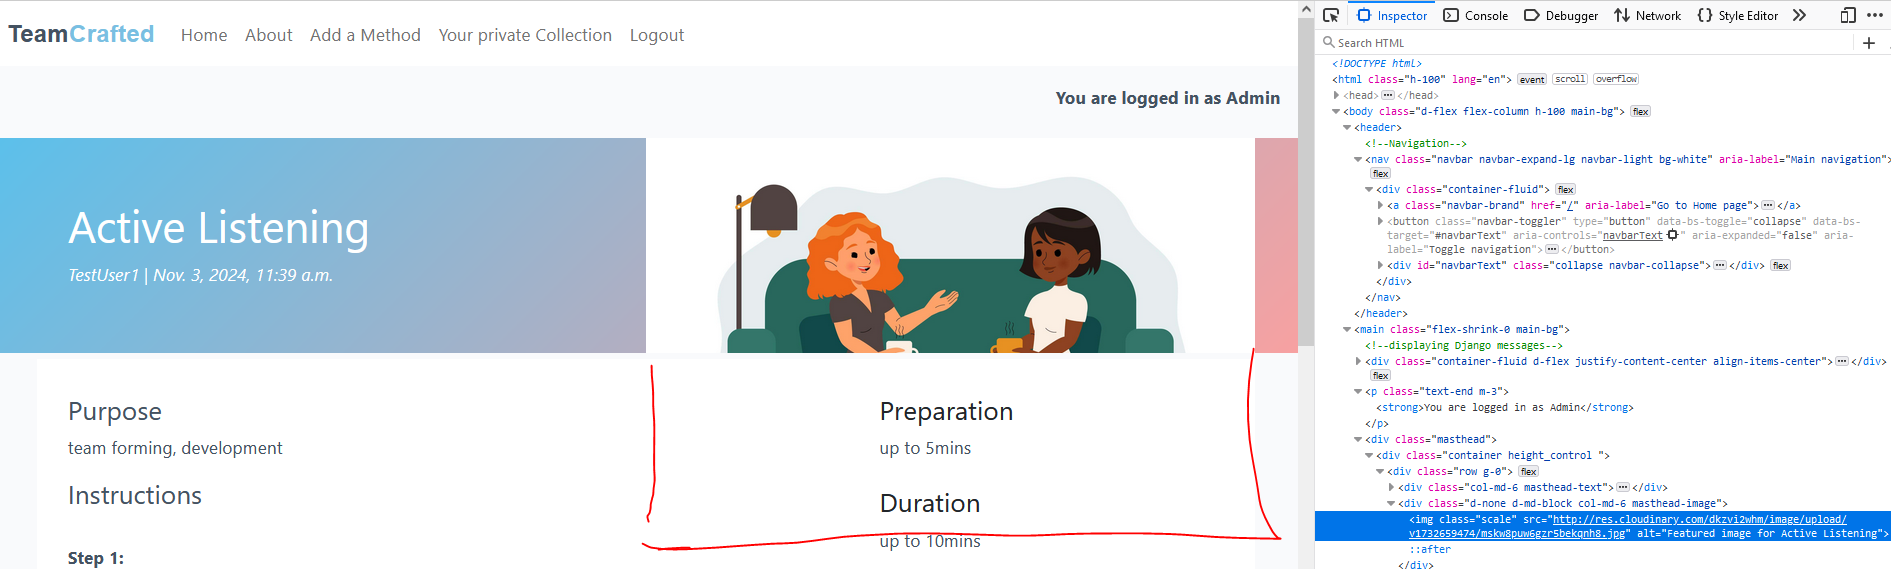 TeamCrafted Home About Add a Method Your private Collection Logout
You are logged in as Admin
Active Listening
TestUser1 | Nov. 3, 2024, 11:39 a.m.
Purpose
team forming, development
Instructions
Step 1:
Preparation
up to 5mins
Duration
up to 10mins
Inspector Console Debugger Network Style Editor
Search HTML
<!DOCTYPE html>
<html class="h-100" lang="en"> event scroll overflow
<head> ••• </head>
<body class="d-flex flex-column h-100 main-bg"> flex
<header>
<!--Navigation-->
<nav class="navbar navbar-expand-lg navbar-light bg-white" aria-label="Main navigation">
flex
<div class="container-fluid"> flex
<a class="navbar-brand" href="/" aria-label="Go to Home page"> ••• </a>
<button class="navbar-toggler" type="button" data-bs-toggle="collapse" data-bs-
target="#navbarText" aria-controls="navbarText" aria-expanded="false" aria-
label="Toggle navigation"> ••• </button>
<div id="navbarText" class="collapse navbar-collapse"> ••• </div> flex
</div>
</nav>
</header>
<main class="flex-shrink-0 main-bg">
<!--displaying Django messages-->
<div class="container-fluid d-flex justify-content-center align-items-center"> ••• </div>
flex
<p class="text-end m-3">
<strong>You are logged in as Admin</strong>
</p>
<div class="masthead">
<div class="container height_control ">
<div class="row g-0"> flex
<div class="col-md-6 masthead-text"> ••• </div>
<div class="d-none d-md-block col-md-6 masthead-image">
<img class="scale" src="http://res.cloudinary.com/dkzvi2whm/image/upload/
v1732659474/mskw8puw6gzr5bekqnh8.jpg" alt="Featured image for Active Listening">
::after
</div>